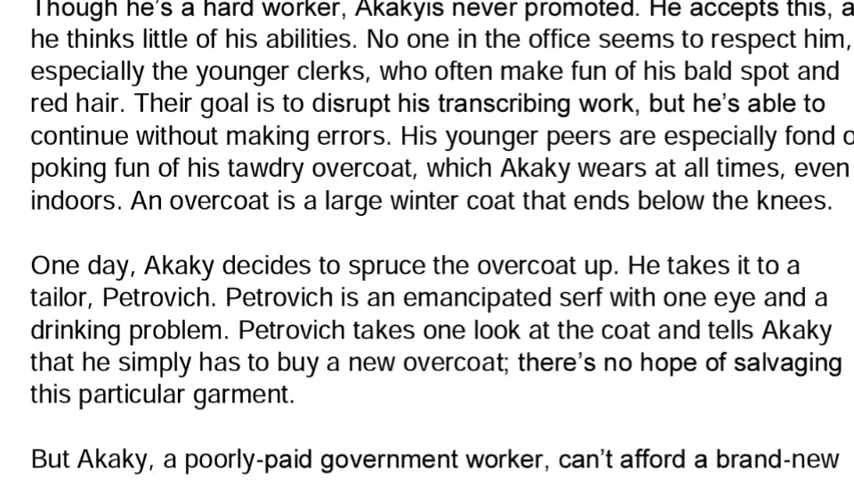 Though he's a hard worker, Akakyis never promoted. He accepts this, a
he thinks little of his abilities. No one in the office seems to respect him,
especially the younger clerks, who often make fun of his bald spot and
red hair. Their goal is to disrupt his transcribing work, but he's able to
continue without making errors. His younger peers are especially fond o
poking fun of his tawdry overcoat, which Akaky wears at all times, even
indoors. An overcoat is a large winter coat that ends below the knees.
One day, Akaky decides to spruce the overcoat up. He takes it to a
tailor, Petrovich. Petrovich is an emancipated serf with one eye and a
drinking problem. Petrovich takes one look at the coat and tells Akaky
that he simply has to buy a new overcoat; there's no hope of salvaging
this particular garment.
But Akaky, a poorly-paid government worker, can't afford a brand-new